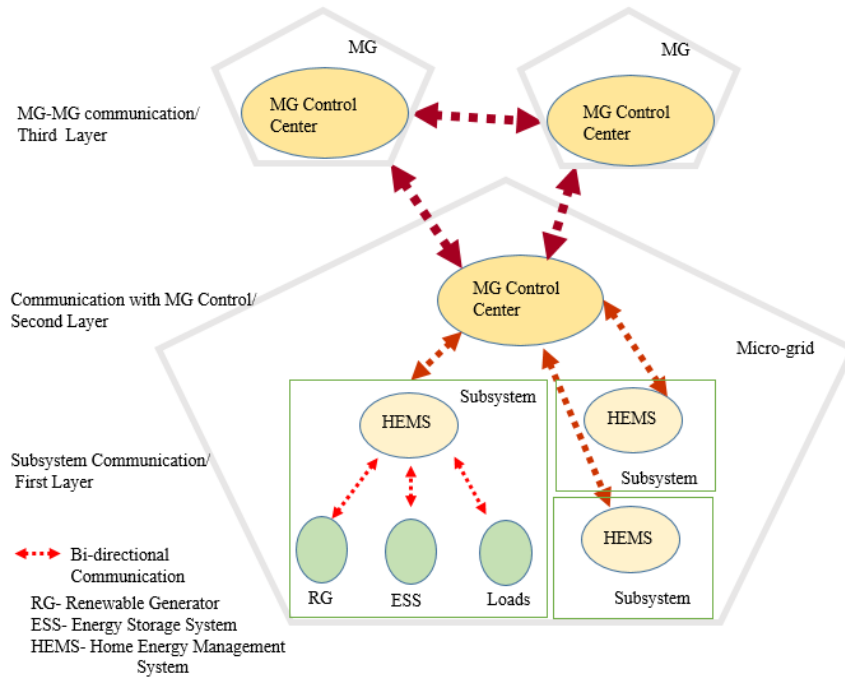 MG
MG
MG Control
Center
MG Control
Center
MG-MG communication/
Third Layer
MG Control
Center
Communication with MG Control/
Second Layer
Micro-grid
Subsystem
HEMS
HEMS
Subsystem
Subsystem Communication/
First Layer
HEMS
Subsystem
RG
ESS
Loads
Bi-directional
Communication
RG- Renewable Generator
ESS- Energy Storage System
HEMS- Home Energy Management
System